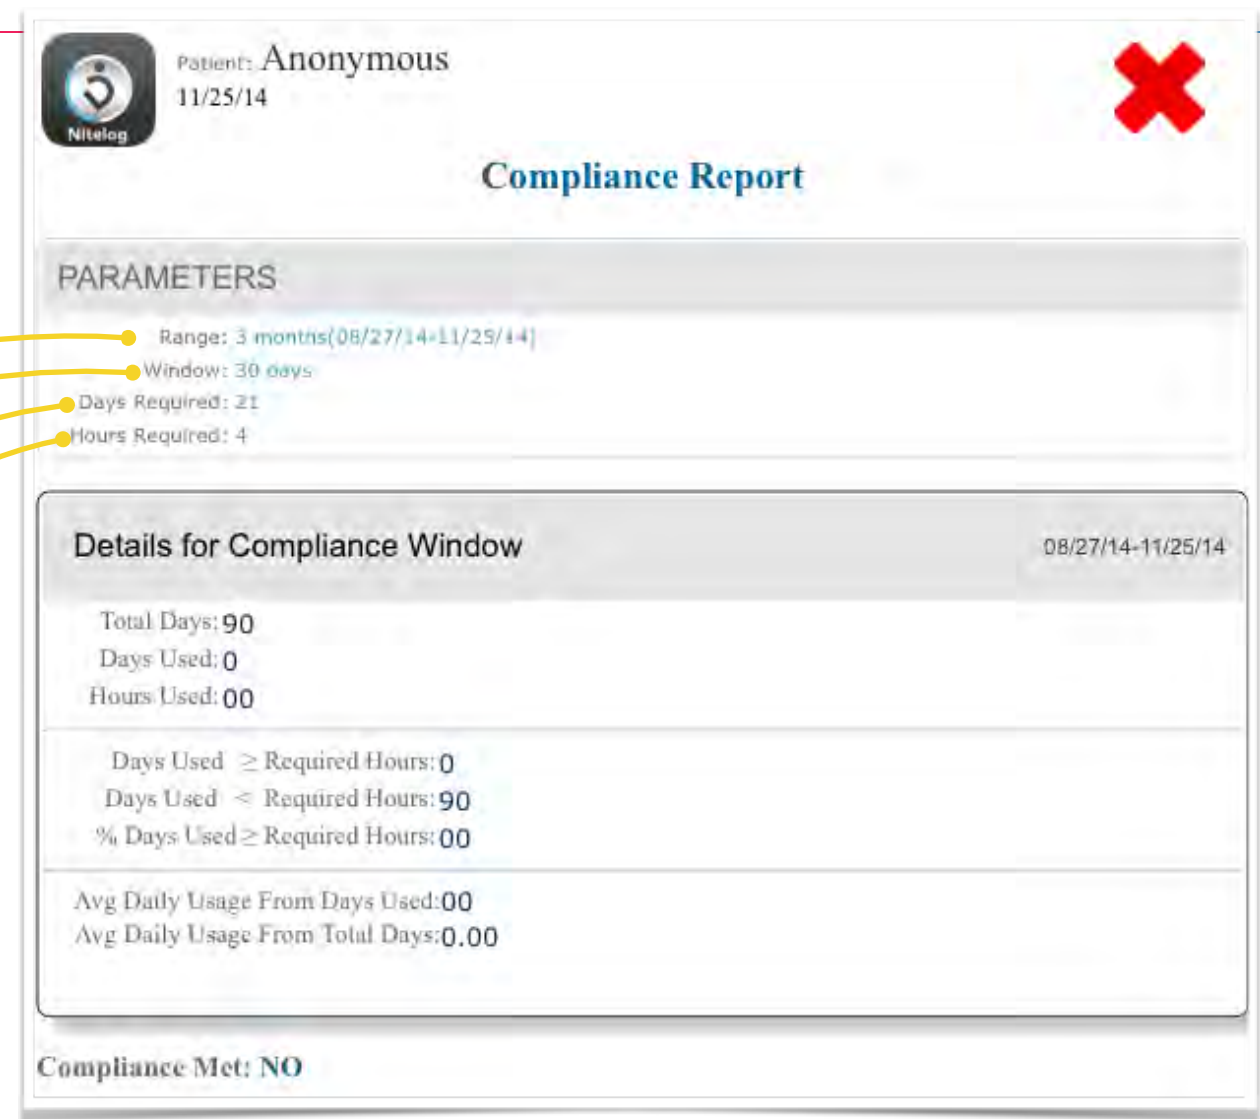 Nitelog
Patient: Anonymous
11/25/14
Compliance Report
PARAMETERS
Range: 3 months(08/27/14-11/25/14)
Window: 30 days
Days Required: 21
Hours Required: 4
Details for Compliance Window 08/27/14-11/25/14
Total Days: 90
Days Used: 0
Hours Used: 00
Days Used ≥ Required Hours: 0
Days Used < Required Hours: 90
% Days Used ≥ Required Hours: 00
Avg Daily Usage From Days Used: 00
Avg Daily Usage From Total Days: 0.00
Compliance Met: NO